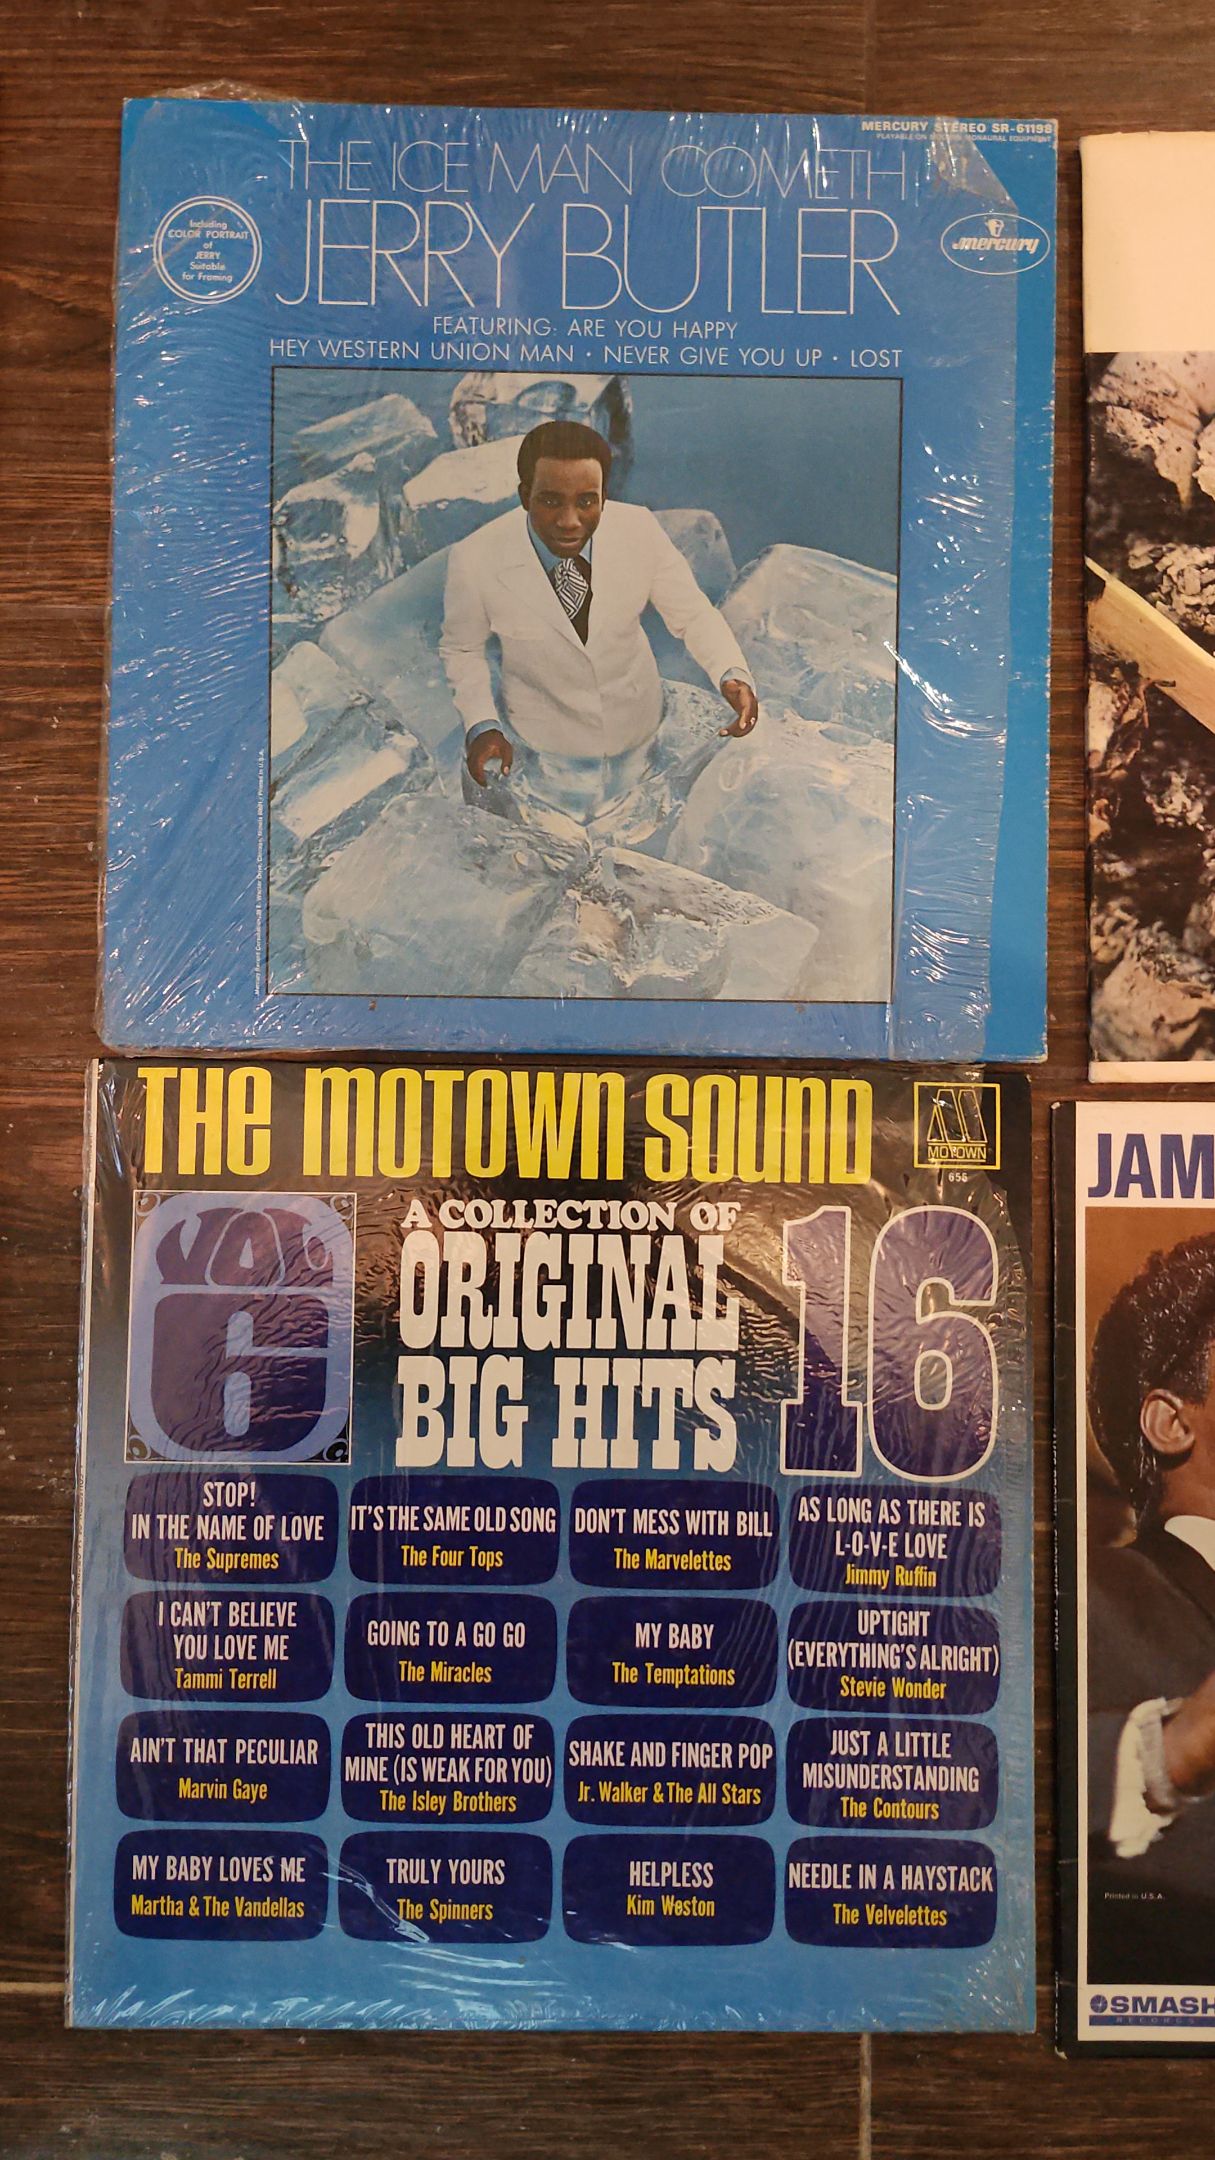 MERCURY STEREO SR-61198
THE ICE MAN COMETH
JERRY BUTLER
Including
COLOR PORTRAIT
of
JERRY
Suitable
for Framing
mercury
FEATURING: ARE YOU HAPPY
HEY WESTERN UNION MAN • NEVER GIVE YOU UP • LOST
THE MOTOWN SOUND
MOTOWN
656
VOL
6
A COLLECTION OF
ORIGINAL
BIG HITS
16
STOP!
IN THE NAME OF LOVE
The Supremes
IT'S THE SAME OLD SONG
The Four Tops
DON'T MESS WITH BILL
The Marvelettes
AS LONG AS THERE IS
L-O-V-E LOVE
Jimmy Ruffin
I CAN'T BELIEVE
YOU LOVE ME
Tammi Terrell
GOING TO A GO GO
The Miracles
MY BABY
The Temptations
UPTIGHT
(EVERYTHING'S ALRIGHT)
Stevie Wonder
AIN'T THAT PECULIAR
Marvin Gaye
THIS OLD HEART OF
MINE (IS WEAK FOR YOU)
The Isley Brothers
SHAKE AND FINGER POP
Jr. Walker & The All Stars
JUST A LITTLE
MISUNDERSTANDING
The Contours
MY BABY LOVES ME
Martha & The Vandellas
TRULY YOURS
The Spinners
HELPLESS
Kim Weston
NEEDLE IN A HAYSTACK
The Velvelettes
JAM
Printed in U.S.A.
SMASH
RECORDS